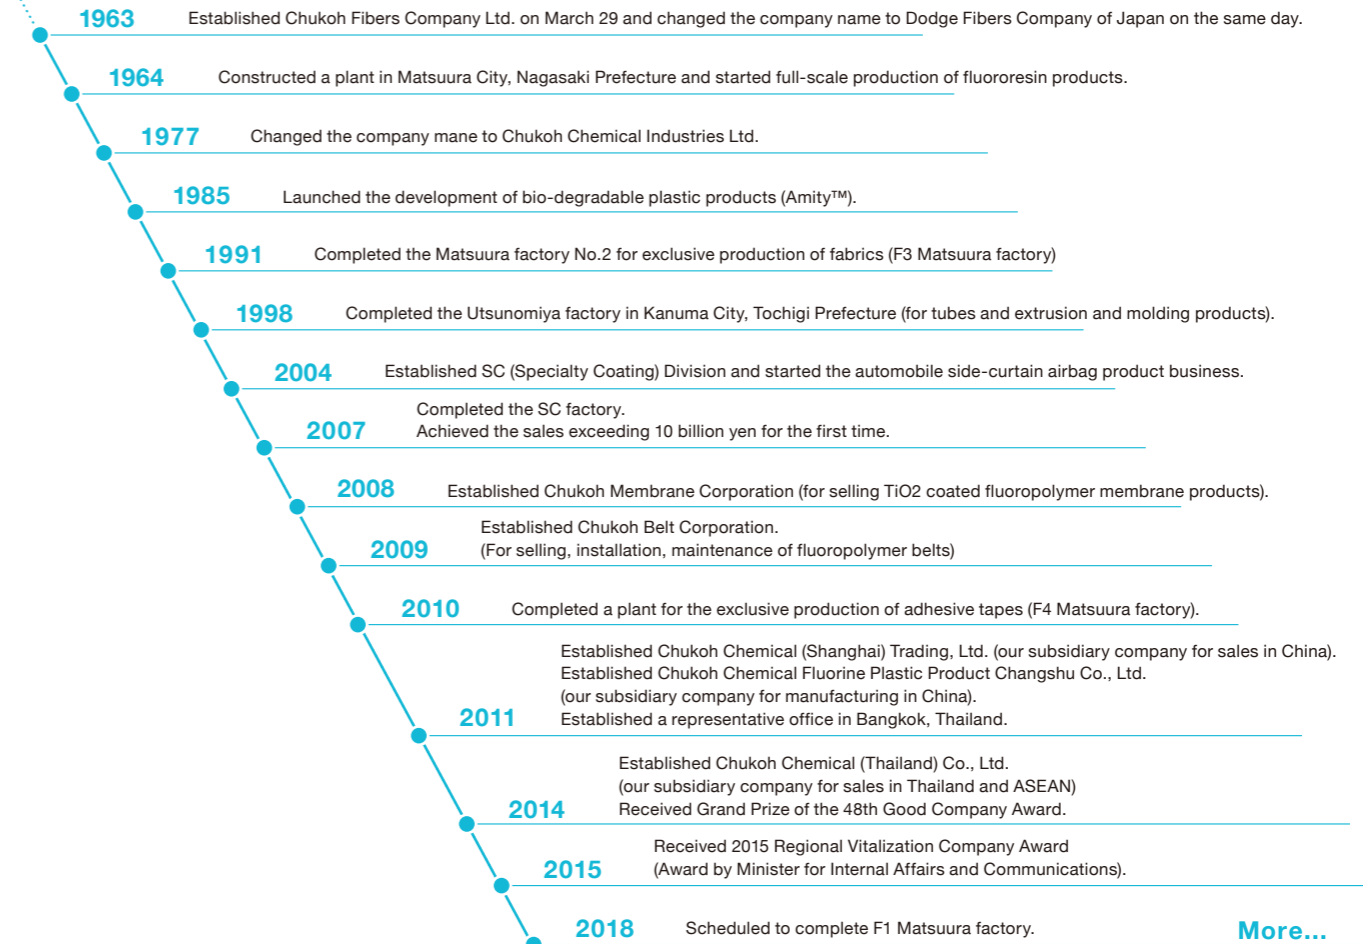 1963 Established Chukoh Fibers Company Ltd. on March 29 and changed the company name to Dodge Fibers Company of Japan on the same day.
1964 Constructed a plant in Matsuura City, Nagasaki Prefecture and started full-scale production of fluororesin products.
1977 Changed the company mane to Chukoh Chemical Industries Ltd.
1985 Launched the development of bio-degradable plastic products (Amity™).
1991 Completed the Matsuura factory No.2 for exclusive production of fabrics (F3 Matsuura factory)
1998 Completed the Utsunomiya factory in Kanuma City, Tochigi Prefecture (for tubes and extrusion and molding products).
2004 Established SC (Specialty Coating) Division and started the automobile side-curtain airbag product business.
Completed the SC factory.
2007 Achieved the sales exceeding 10 billion yen for the first time.
2008 Established Chukoh Membrane Corporation (for selling TiO2 coated fluoropolymer membrane products).
Established Chukoh Belt Corporation.
2009 (For selling, installation, maintenance of fluoropolymer belts)
2010 Completed a plant for the exclusive production of adhesive tapes (F4 Matsuura factory).
Established Chukoh Chemical (Shanghai) Trading, Ltd. (our subsidiary company for sales in China).
Established Chukoh Chemical Fluorine Plastic Product Changshu Co., Ltd.
(our subsidiary company for manufacturing in China).
2011 Established a representative office in Bangkok, Thailand.
Established Chukoh Chemical (Thailand) Co., Ltd.
(our subsidiary company for sales in Thailand and ASEAN)
2014 Received Grand Prize of the 48th Good Company Award.
Received 2015 Regional Vitalization Company Award
2015 (Award by Minister for Internal Affairs and Communications).
2018 Scheduled to complete F1 Matsuura factory. More...